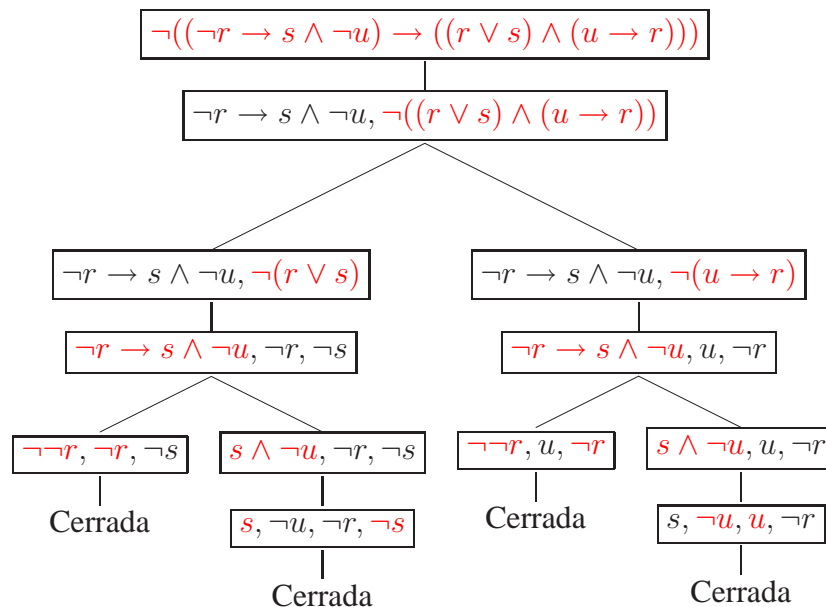 ¬((¬r → s ∧ ¬u) → ((r ∨ s) ∧ (u → r)))
¬r → s ∧ ¬u, ¬((r ∨ s) ∧ (u → r))
¬r → s ∧ ¬u, ¬(r ∨ s)
¬r → s ∧ ¬u, ¬(u → r)
¬r → s ∧ ¬u, ¬r, ¬s
¬r → s ∧ ¬u, u, ¬r
¬¬r, ¬r, ¬s
s ∧ ¬u, ¬r, ¬s
¬¬r, u, ¬r
s ∧ ¬u, u, ¬r
Cerrada
s, ¬u, ¬r, ¬s
Cerrada
s, ¬u, u, ¬r
Cerrada
Cerrada